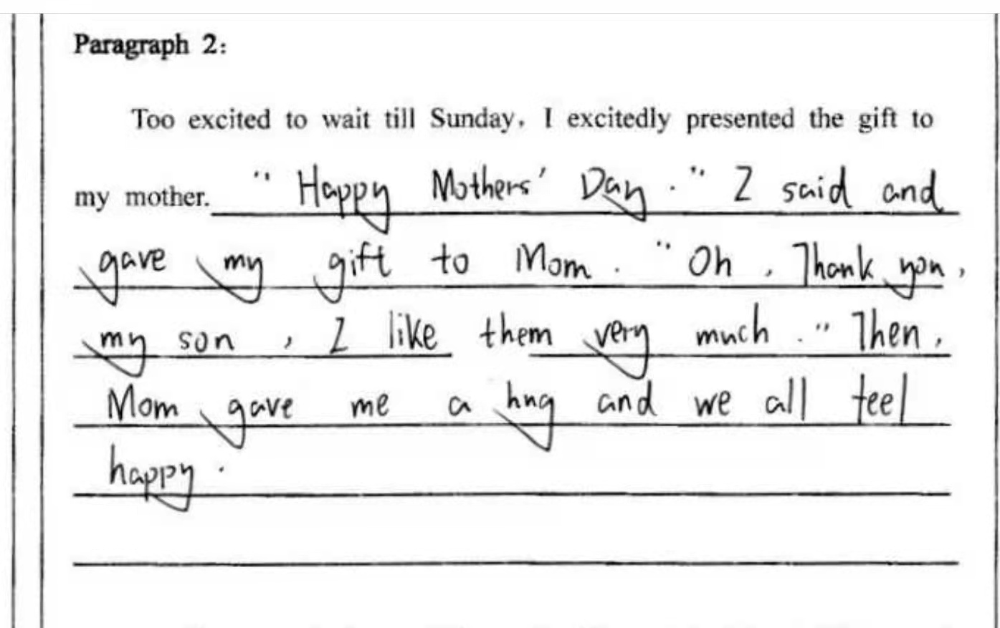 Paragraph 2:
Too excited to wait till Sunday, I excitedly presented the gift to
my mother. " Happy Mothers' Day ." I said and
gave my gift to Mom . " Oh , Thank you ,
my son , I like them very much ." Then ,
Mom gave me a hug and we all feel
happy .